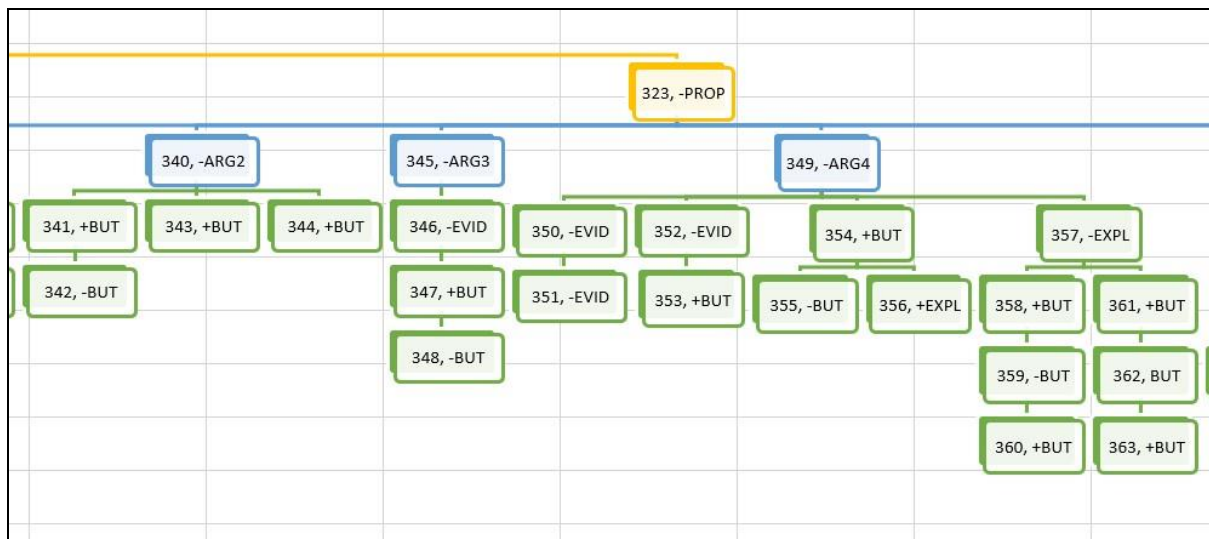 323, -PROP
340, -ARG2
345, -ARG3
349, -ARG4
341, +BUT
343, +BUT
344, +BUT
346, -EVID
350, -EVID
352, -EVID
354, +BUT
357, -EXPL
342, -BUT
347, +BUT
351, -EVID
353, +BUT
355, -BUT
356, +EXPL
358, +BUT
361, +BUT
348, -BUT
359, -BUT
362, BUT
360, +BUT
363, +BUT